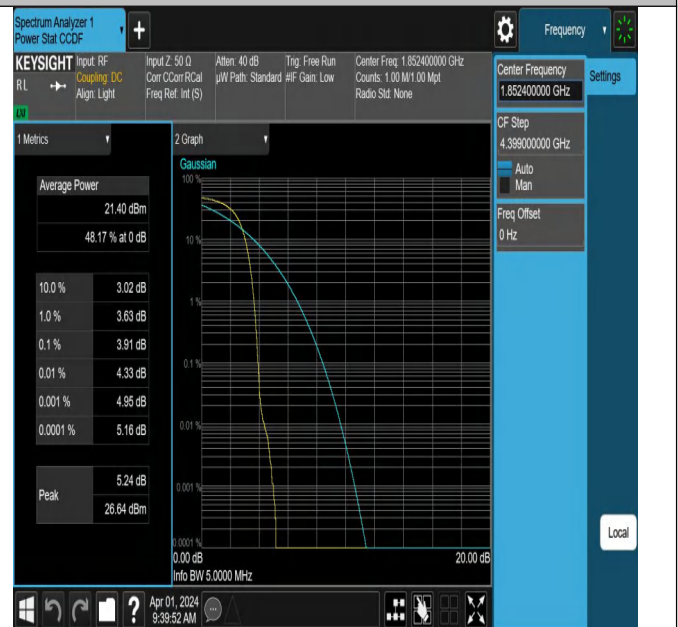 Spectrum Analyzer 1
Power Stat CCDF
+
Frequency
KEYSIGHT
RL
LXI
Input: RF
Coupling: DC
Align: Light
Input Z: 50 Ω
Corr CCorr RCal
Freq Ref: Int (S)
Atten: 40 dB
µW Path: Standard
Trig: Free Run
#IF Gain: Low
Center Freq: 1.852400000 GHz
Counts: 1.00 M/1.00 Mpt
Radio Std: None
Center Frequency
1.852400000 GHz
Settings
CF Step
4.399000000 GHz
Auto
Man
Freq Offset
0 Hz
1 Metrics
Average Power
21.40 dBm
48.17 % at 0 dB
10.0 % 3.02 dB
1.0 % 3.63 dB
0.1 % 3.91 dB
0.01 % 4.33 dB
0.001 % 4.95 dB
0.0001 % 5.16 dB
Peak
5.24 dB
26.64 dBm
2 Graph
Gaussian
100 %
10 %
1 %
0.1 %
0.01 %
0.001 %
0.0001 %
0.00 dB
20.00 dB
Info BW 5.0000 MHz
Local
?
Apr 01, 2024
9:39:52 AM